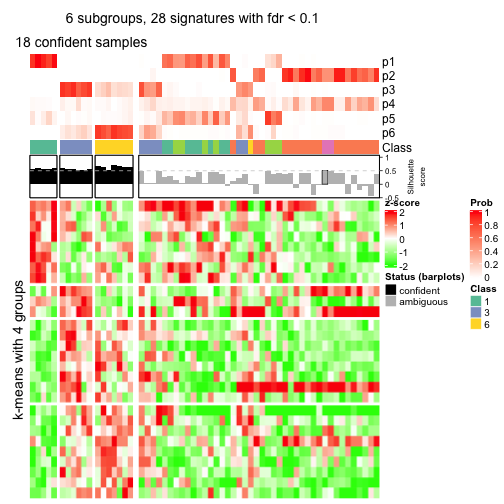 6 subgroups, 28 signatures with fdr < 0.1
18 confident samples
p1
p2
p3
p4
p5
p6
Class
1
0.5
0
-0.5
Silhouette
score
k-means with 4 groups
z-score
2
1
0
-1
-2
Status (barplots)
confident
ambiguous
Prob
1
0.8
0.6
0.4
0.2
0
Class
1
3
6